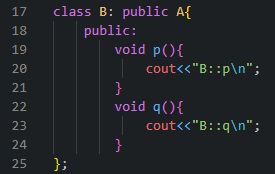 17 class B: public A{
18     public:
19         void p(){
20             cout<<"B::p\n";
21         }
22         void q(){
23             cout<<"B::q\n";
24         }
25 };